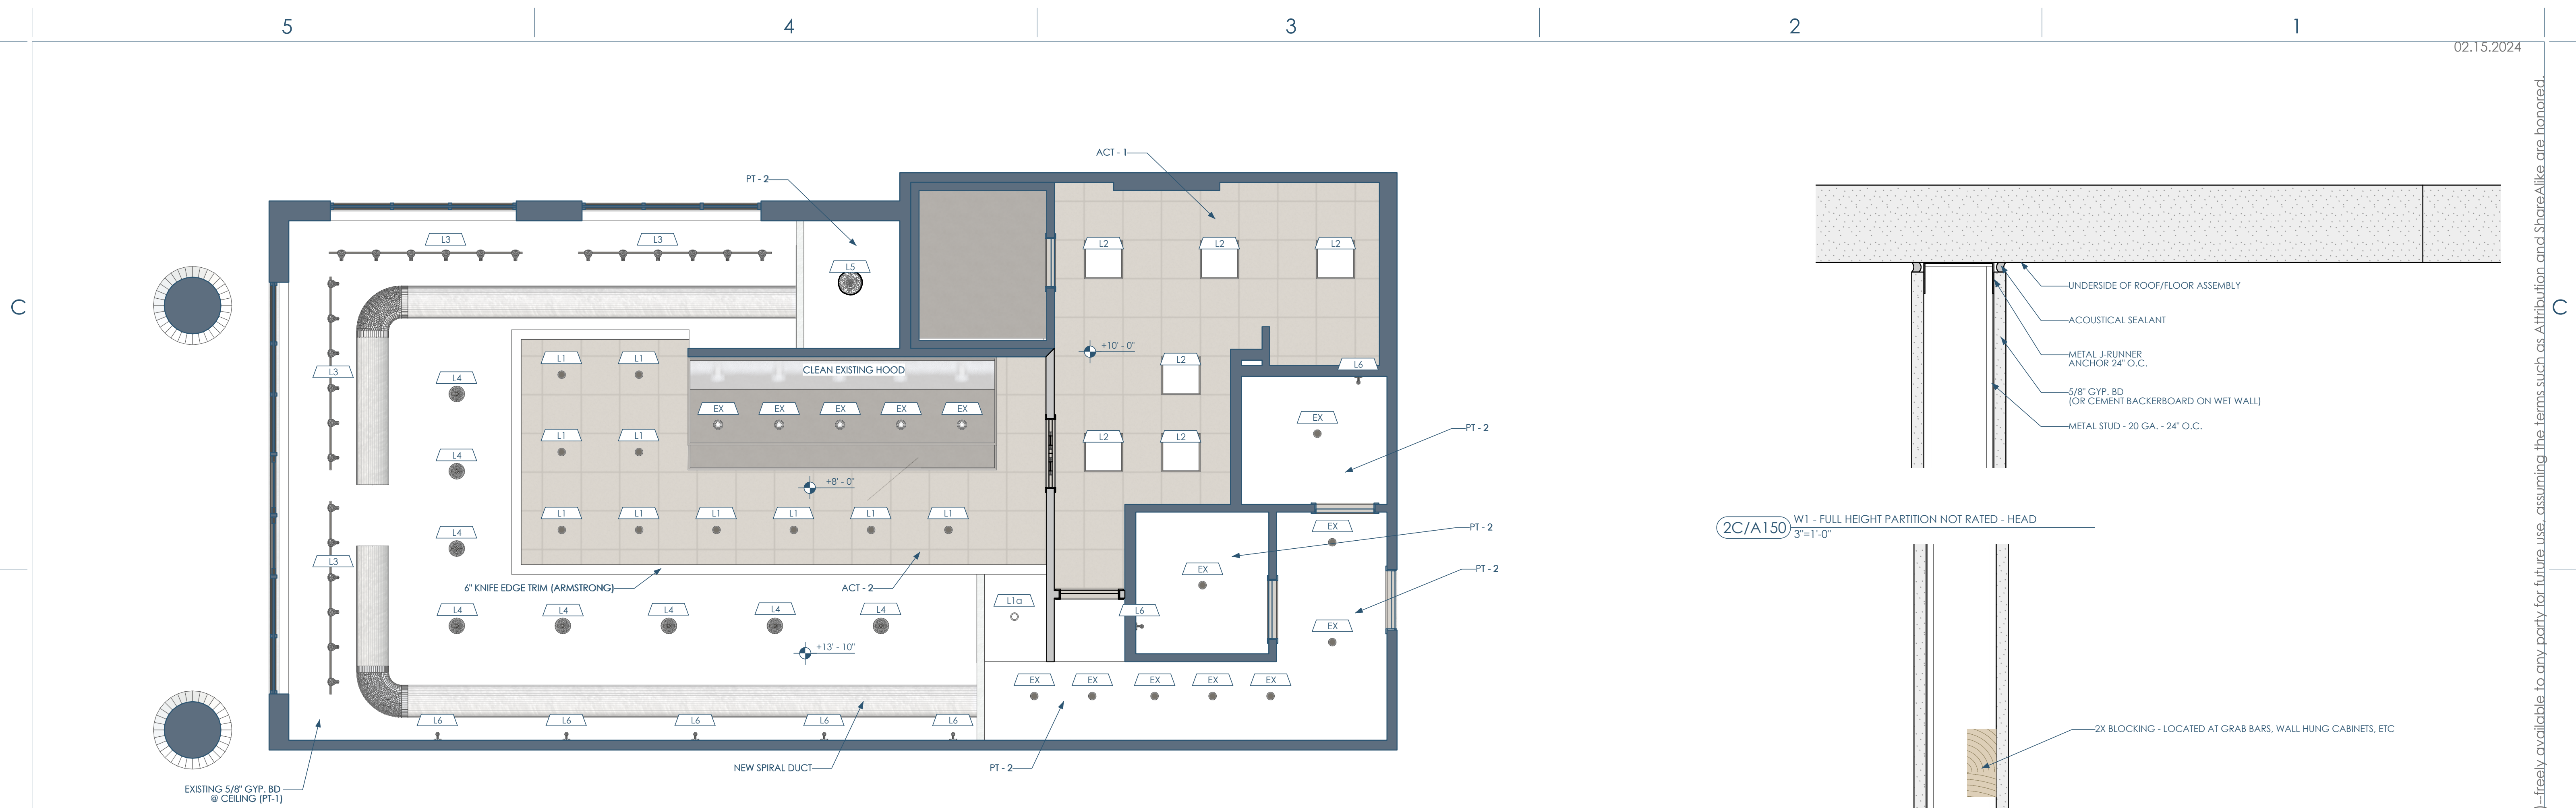 5
4
3
2
1
02.15.2024
C
C
ACT - 1
PT - 2
L3
L3
L5
L2
L2
L2
+10' - 0"
L1
L1
L2
L6
L3
CLEAN EXISTING HOOD
L4
EX
EX
EX
EX
EX
EX
PT - 2
L1
L1
L2
L2
L4
+8' - 0"
L1
L1
L1
L1
L1
L1
EX
PT - 2
L4
L3
EX
PT - 2
6" KNIFE EDGE TRIM (ARMSTRONG)
ACT - 2
L1a
L4
L4
L4
L4
L4
L6
EX
+13' - 10"
EX
EX
EX
EX
EX
L6
L6
L6
L6
L6
NEW SPIRAL DUCT
PT - 2
EXISTING 5/8" GYP. BD
@ CEILING (PT-1)
UNDERSIDE OF ROOF/FLOOR ASSEMBLY
ACOUSTICAL SEALANT
METAL J-RUNNER
ANCHOR 24" O.C.
5/8" GYP. BD
(OR CEMENT BACKERBOARD ON WET WALL)
METAL STUD - 20 GA. - 24" O.C.
2C/A150
W1 - FULL HEIGHT PARTITION NOT RATED - HEAD
3"=1'-0"
2X BLOCKING - LOCATED AT GRAB BARS, WALL HUNG CABINETS, ETC
)--freely available to any party for future use, assuming the terms such as Attribution and ShareAlike are honored.